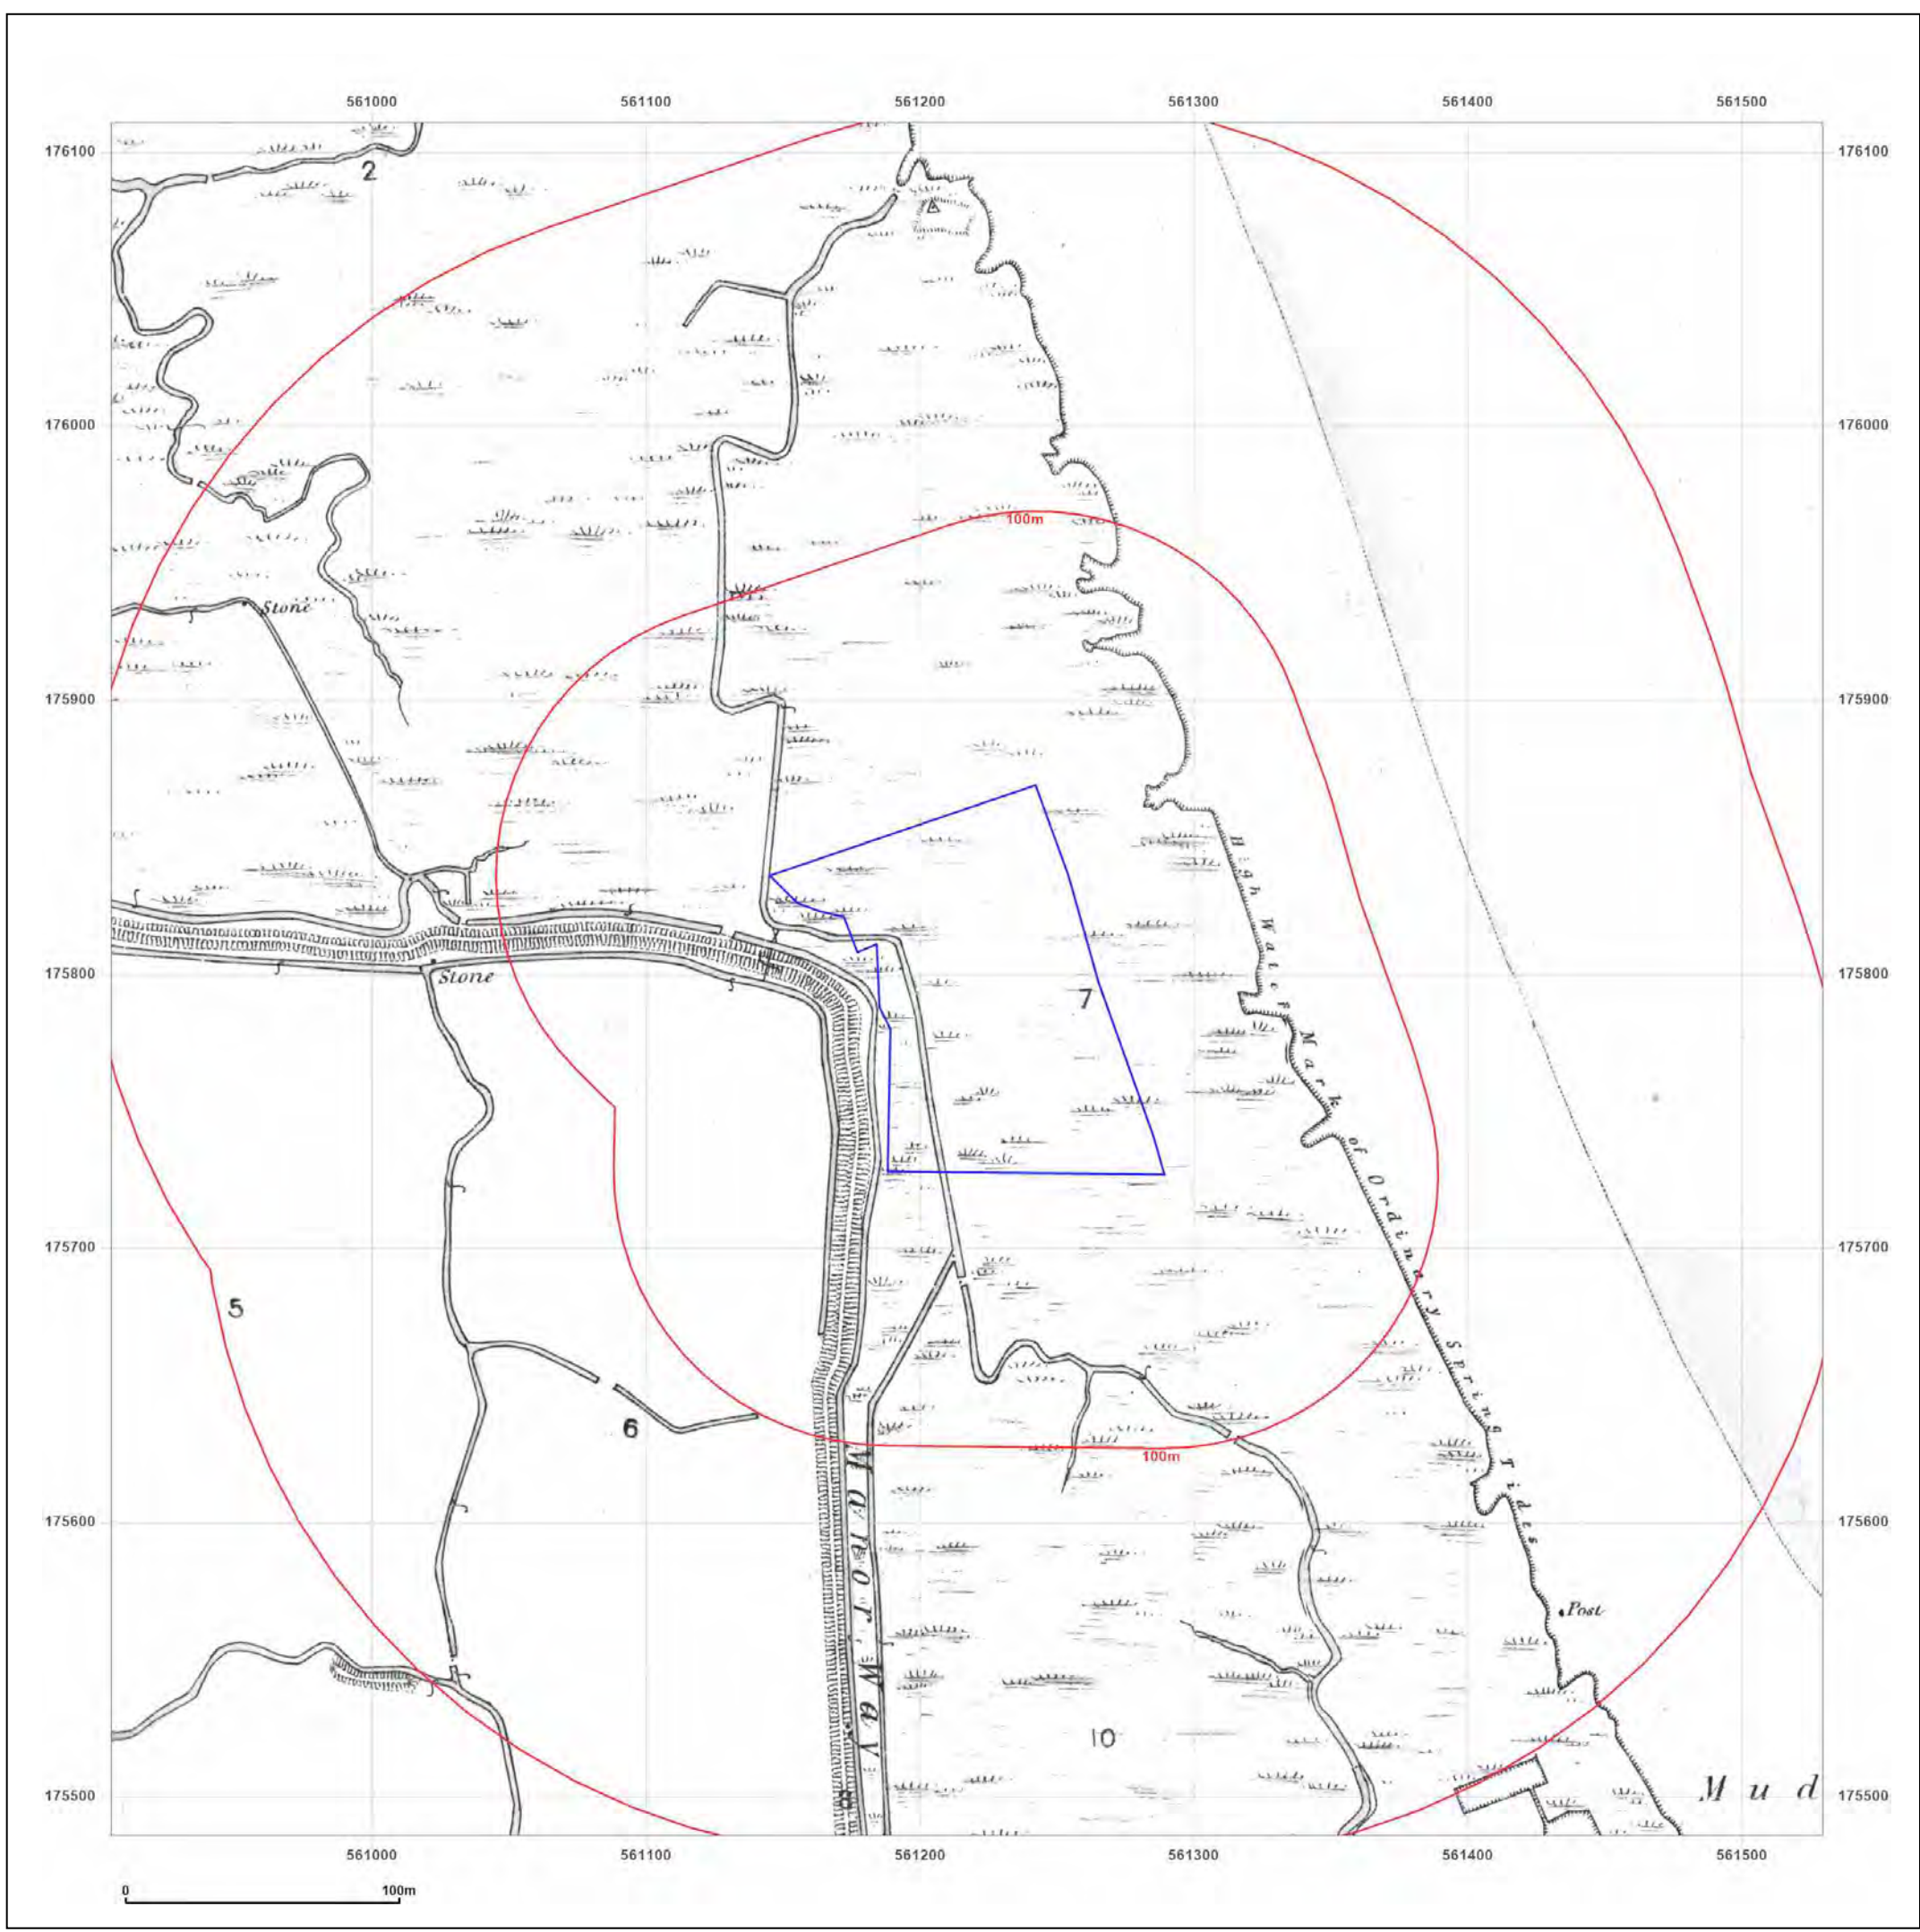 561000 561100 561200 561300 561400 561500
176100 176100
2
176000 176000
100m
Stone
175900 175900
High Water Mark of Ordinary Spring Tides
175800 175800
Stone
7
175700 175700
5
6
100m
Manor Way
175600 175600
Post
10
175500 175500
8
Mud
561000 561100 561200 561300 561400 561500
0 100m